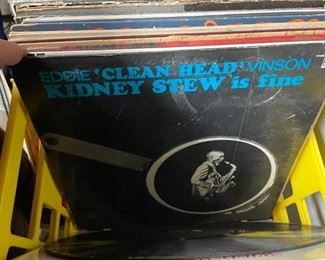 EDDIE 'CLEAN HEAD' VINSON
KIDNEY STEW is fine